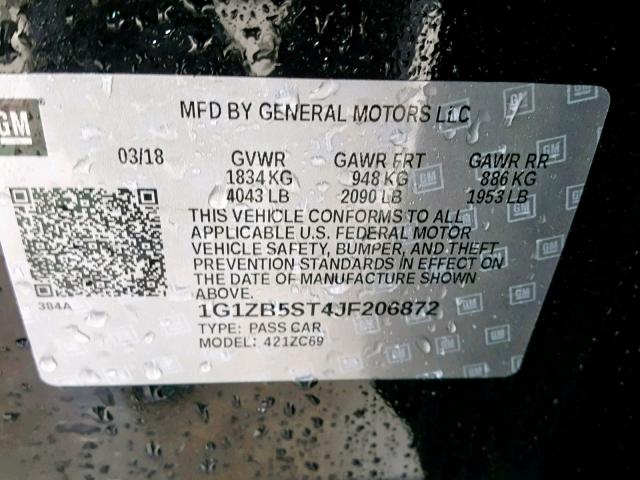 GM
MFD BY GENERAL MOTORS LLC
03/18 GVWR GAWR FRT GAWR RR
1834 KG 948 KG 886 KG
4043 LB 2090 LB 1953 LB
THIS VEHICLE CONFORMS TO ALL
APPLICABLE U.S. FEDERAL MOTOR
VEHICLE SAFETY, BUMPER, AND THEFT
PREVENTION STANDARDS IN EFFECT ON
THE DATE OF MANUFACTURE SHOWN
ABOVE.
384A
1G1ZB5ST4JF206872
TYPE: PASS CAR
MODEL: 421ZC69